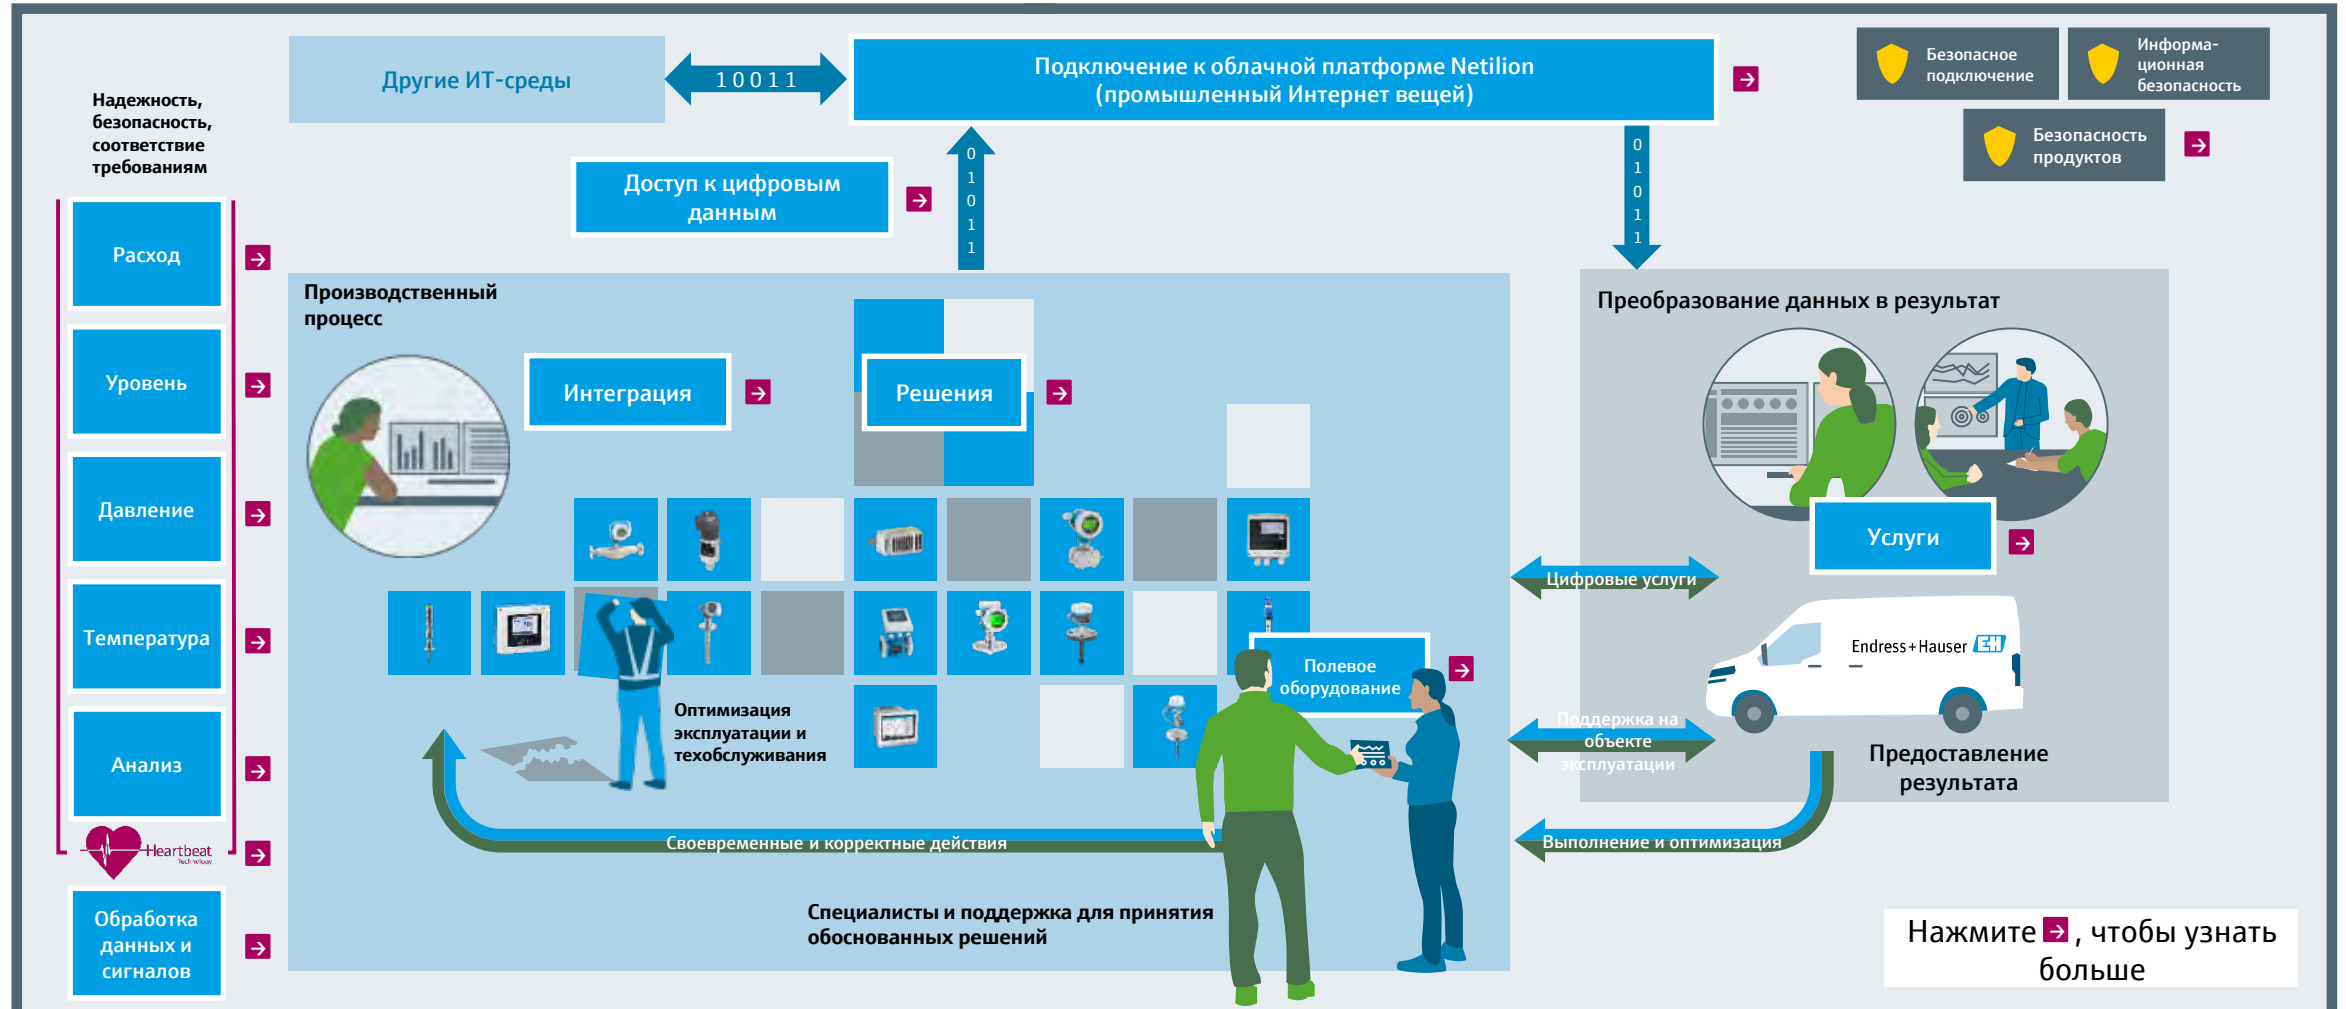 Другие ИТ-среды
10011
Подключение к облачной платформе Netilion
(промышленный Интернет вещей)
Безопасное
подключение
Информа-
ционная
безопасность
Безопасность
продуктов
Надежность,
безопасность,
соответствие
требованиям
Доступ к цифровым
данным
0
1
0
1
1
0
1
0
1
1
Расход
Уровень
Давление
Температура
Анализ
Heartbeat
Technology
Обработка
данных и
сигналов
Производственный
процесс
Интеграция
Решения
Полевое
оборудование
Оптимизация
эксплуатации и
техобслуживания
Своевременные и корректные действия
Специалисты и поддержка для принятия
обоснованных решений
Преобразование данных в результат
Услуги
Цифровые услуги
Endress+Hauser EH
Поддержка на
объекте
эксплуатации
Предоставление
результата
Выполнение и оптимизация
Нажмите , чтобы узнать
больше